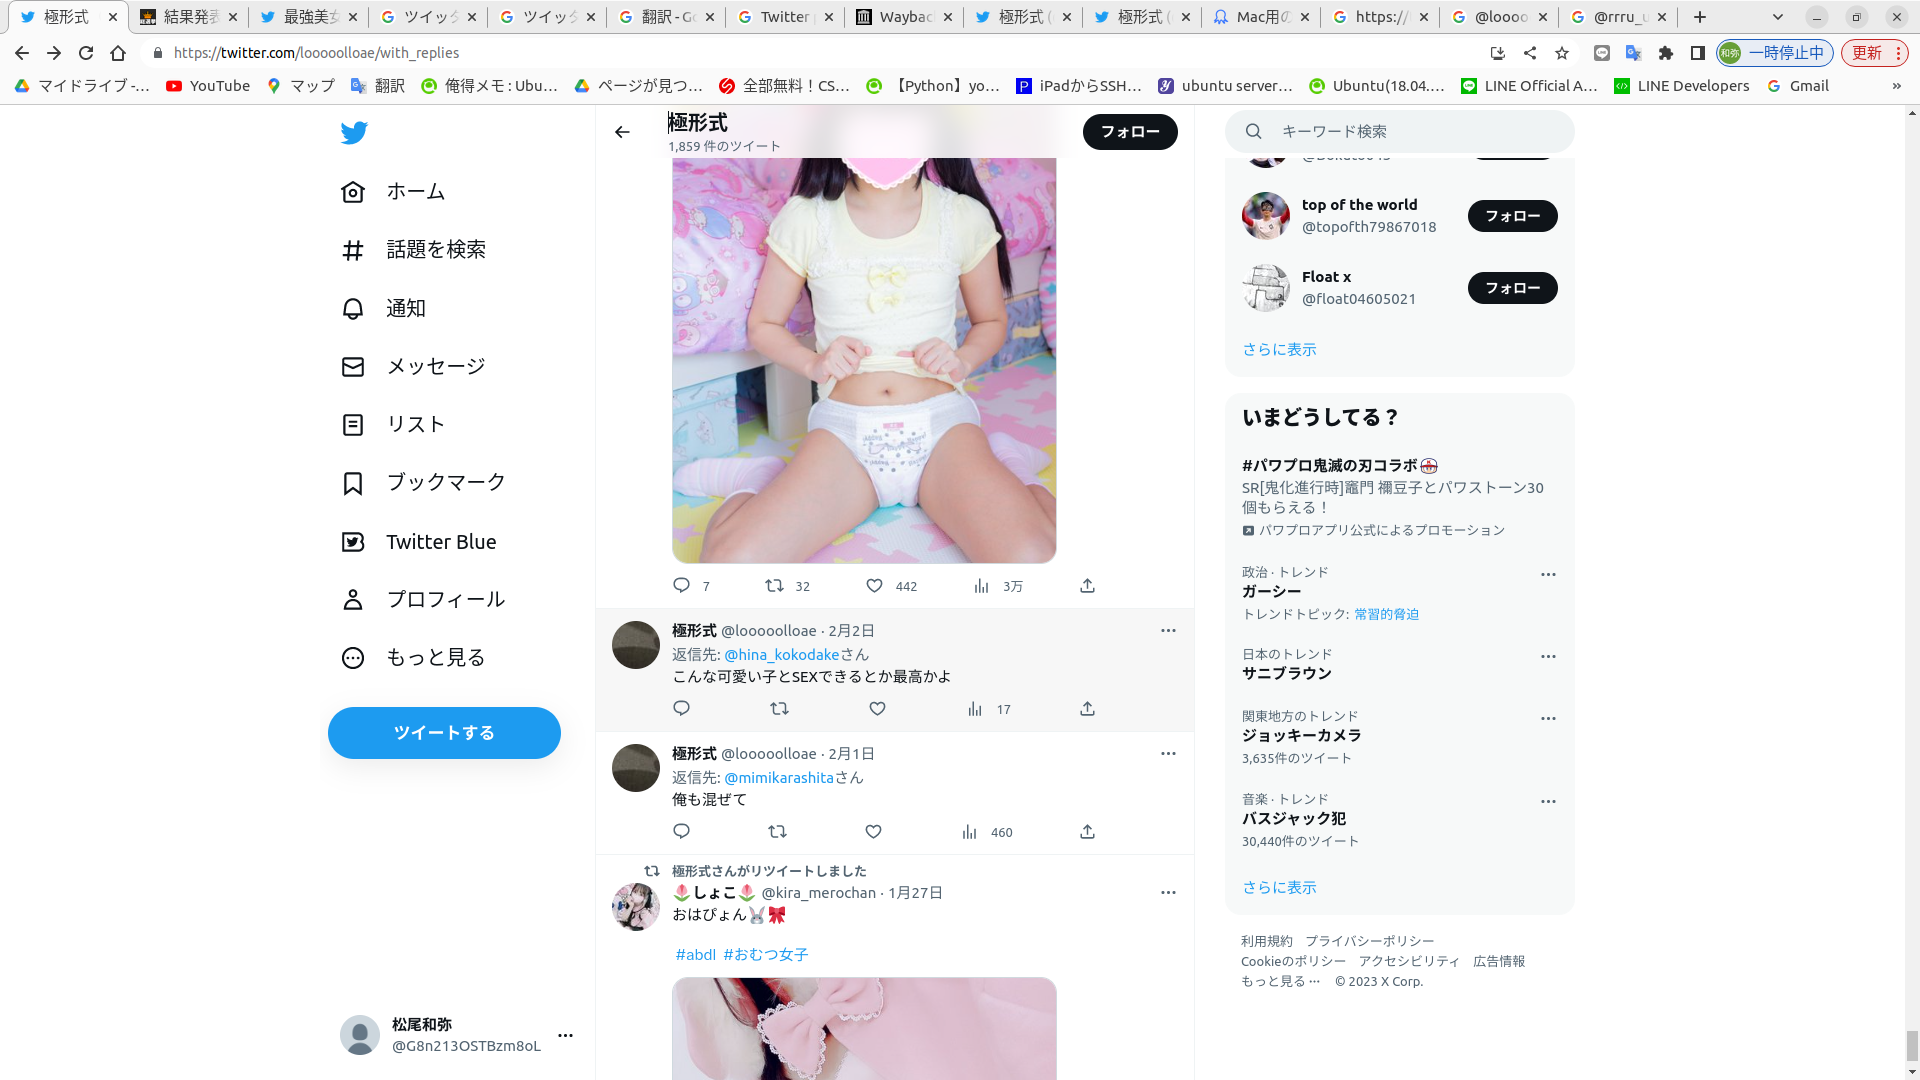 極形式
結果発表
最強美女
ツイッタ
ツイッタ
翻訳 - Go
Twitter
Wayback
極形式 (
極形式 (
Mac用の
https://
@loooo
@rrru_u
https://twitter.com/looooolloae/with_replies
和弥 一時停止中
更新
マイドライブ -...
YouTube
マップ
翻訳
俺得メモ : Ubu...
ページが見つ...
全部無料！CS...
【Python】yo...
iPadからSSH...
ubuntu server...
Ubuntu(18.04....
LINE Official A...
LINE Developers
Gmail
»
ホーム
話題を検索
通知
メッセージ
リスト
ブックマーク
Twitter Blue
プロフィール
もっと見る
ツイートする
松尾和弥
@G8n213OSTBzm8oL
極形式
1,859 件のツイート
フォロー
7 32 442 3万
極形式 @looooolloae · 2月2日
返信先: @hina_kokodakeさん
こんな可愛い子とSEXできるとか最高かよ
17
極形式 @looooolloae · 2月1日
返信先: @mimikarashitaさん
俺も混ぜて
460
極形式さんがリツイートしました
🌷しょこ🌷 @kira_merochan · 1月27日
おはぴょん🐰🎀
#abdl #おむつ女子
キーワード検索
top of the world
@topofth79867018
フォロー
Float x
@float04605021
フォロー
さらに表示
いまどうしてる？
#パワプロ鬼滅の刃コラボ
SR[鬼化進行時]竈門 禰豆子とパワストーン30
個もらえる！
パワプロアプリ公式によるプロモーション
政治 · トレンド
ガーシー
トレンドトピック: 常習的脅迫
日本のトレンド
サニブラウン
関東地方のトレンド
ジョッキーカメラ
3,635件のツイート
音楽 · トレンド
バスジャック犯
30,440件のツイート
さらに表示
利用規約 プライバシーポリシー
Cookieのポリシー アクセシビリティ 広告情報
もっと見る ··· © 2023 X Corp.